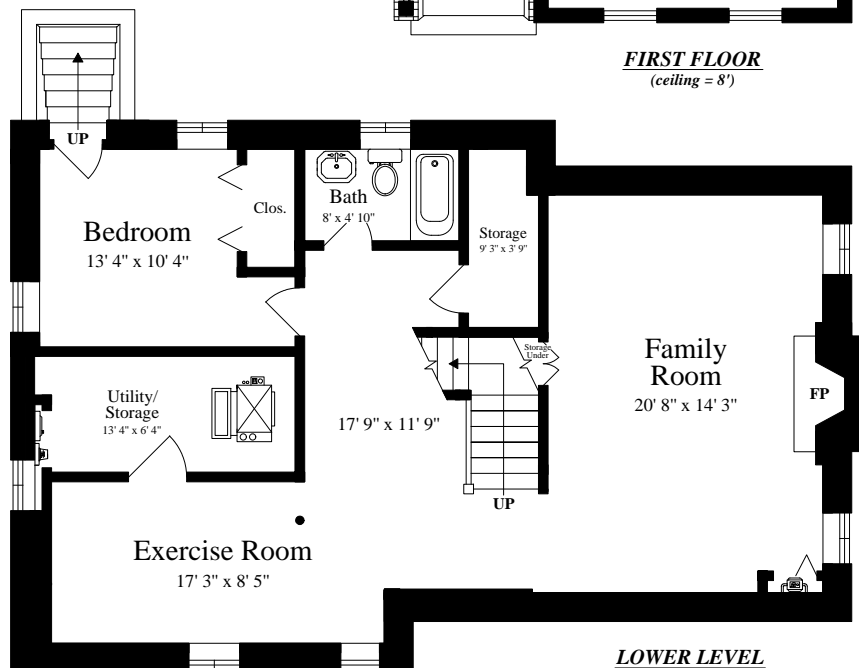 FIRST FLOOR
(ceiling = 8')
UP
Bedroom
13' 4" x 10' 4"
Clos.
Bath
8' x 4' 10"
Storage
9' 3" x 3' 9"
Storage
Under
Family
Room
20' 8" x 14' 3"
FP
Utility/
Storage
13' 4" x 6' 4"
17' 9" x 11' 9"
UP
Exercise Room
17' 3" x 8' 5"
LOWER LEVEL